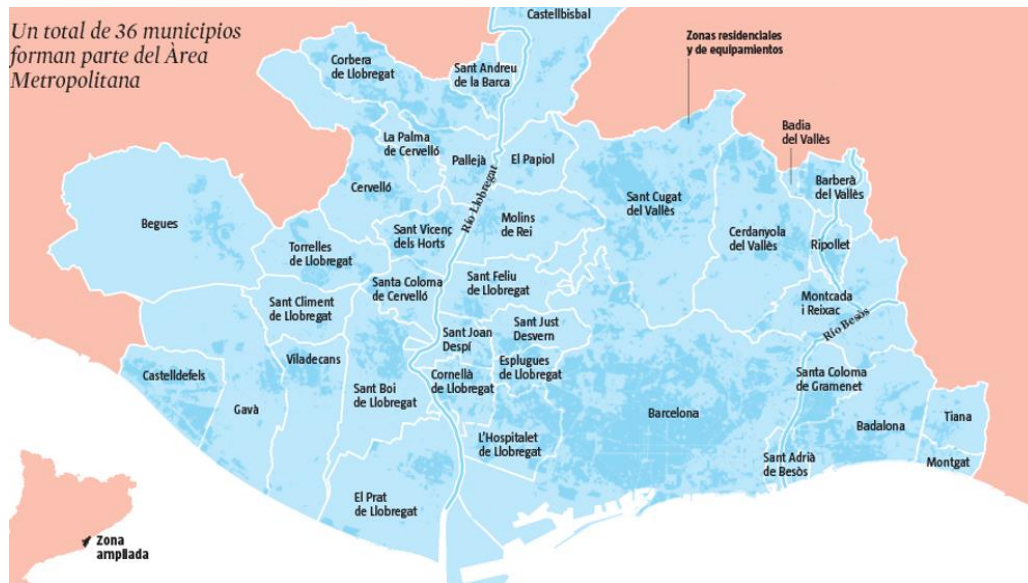 Un total de 36 municipios
forman parte del Àrea
Metropolitana
Castellbisbal
Zonas residenciales
y de equipamientos
Corbera
de Llobregat
Sant Andreu
de la Barca
Badia
del Vallès
La Palma
de Cervelló
Pallejà
El Papiol
Río Llobregat
Cervelló
Sant Cugat
del Vallès
Barberà
del Vallès
Begues
Sant Vicenç
dels Horts
Molins
de Rei
Cerdanyola
del Vallès
Ripollet
Torrelles
de Llobregat
Santa Coloma
de Cervelló
Sant Feliu
de Llobregat
Sant Climent
de Llobregat
Montcada
i Reixac
Río Besòs
Sant Joan
Despí
Sant Just
Desvern
Viladecans
Esplugues
de Llobregat
Castelldefels
Cornellà
de Llobregat
Santa Coloma
de Gramenet
Sant Boi
de Llobregat
Gavà
Barcelona
Badalona
Tiana
L'Hospitalet
de Llobregat
Sant Adrià
de Besòs
Montgat
El Prat
de Llobregat
Zona
ampliada